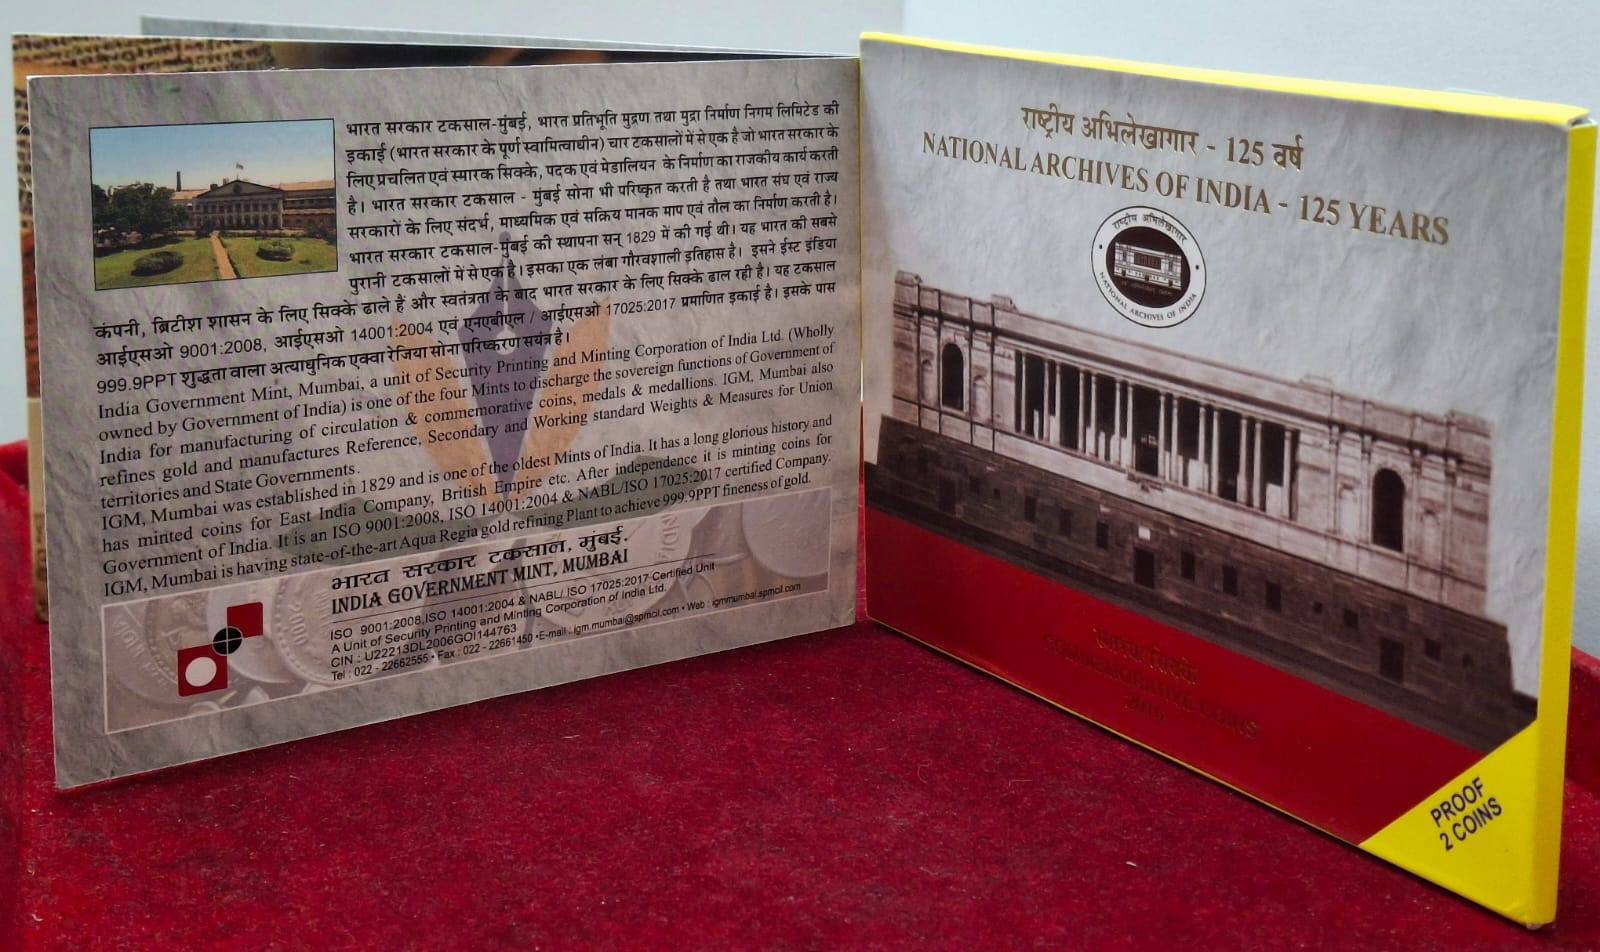 भारत सरकार टकसाल-मुंबई, भारत प्रतिभूति मुद्रण तथा मुद्रा निर्माण निगम लिमिटेड की
इकाई (भारत सरकार के पूर्ण स्वामित्वाधीन) चार टकसालों में से एक है जो भारत सरकार के
लिए प्रचलित एवं स्मारक सिक्के, पदक एवं मेडालियन के निर्माण का राजकीय कार्य करती
है। भारत सरकार टकसाल - मुंबई सोना भी परिष्कृत करती है तथा भारत संघ एवं राज्य
सरकारों के लिए संदर्भ, माध्यमिक एवं सक्रिय मानक माप एवं तौल का निर्माण करती है।
भारत सरकार टकसाल-मुंबई की स्थापना सन् 1829 में की गई थी। यह भारत की सबसे
पुरानी टकसालों में से एक है। इसका एक लंबा गौरवशाली इतिहास है। इसने ईस्ट इंडिया
कंपनी, ब्रिटीश शासन के लिए सिक्के ढाले हैं और स्वतंत्रता के बाद भारत सरकार के लिए सिक्के ढाल रही है। यह टकसाल
आईएसओ 9001:2008, आईएसओ 14001:2004 एवं एनएबीएल / आईएसओ 17025:2017 प्रमाणित इकाई है। इसके पास
999.9PPT शुद्धता वाला अत्याधुनिक एक्वा रेजिया सोना परिष्करण सयंत्र है।
India Government Mint, Mumbai, a unit of Security Printing and Minting Corporation of India Ltd. (Wholly
owned by Government of India) is one of the four Mints to discharge the sovereign functions of Government of
India for manufacturing of circulation & commemorative coins, medals & medallions. IGM, Mumbai also
refines gold and manufactures Reference, Secondary and Working standard Weights & Measures for Union
territories and State Governments.
IGM, Mumbai was established in 1829 and is one of the oldest Mints of India. It has a long glorious history and
has minted coins for East India Company, British Empire etc. After independence it is minting coins for
Government of India. It is an ISO 9001:2008, ISO 14001:2004 & NABL/ISO 17025:2017 certified Company.
IGM, Mumbai is having state-of-the-art Aqua Regia gold refining Plant to achieve 999.9PPT fineness of gold.
भारत सरकार टकसाल, मुंबई.
INDIA GOVERNMENT MINT, MUMBAI
ISO 9001:2008,ISO 14001:2004 & NABL/ ISO 17025:2017 Certified Unit
A Unit of Security Printing and Minting Corporation of India Ltd.
CIN : U22213DL2006GOI144763
Tel : 022 - 22662555 • Fax : 022 - 22661450 •E-mail : igm.mumbai@spmcil.com • Web : igmmumbai.spmcil.com
राष्ट्रीय अभिलेखागार - 125 वर्ष
NATIONAL ARCHIVES OF INDIA - 125 YEARS
राष्ट्रीय अभिलेखागार
NATIONAL ARCHIVES OF INDIA
सिक्के
COMMEMORATIVE COINS
2016
PROOF
2 COINS